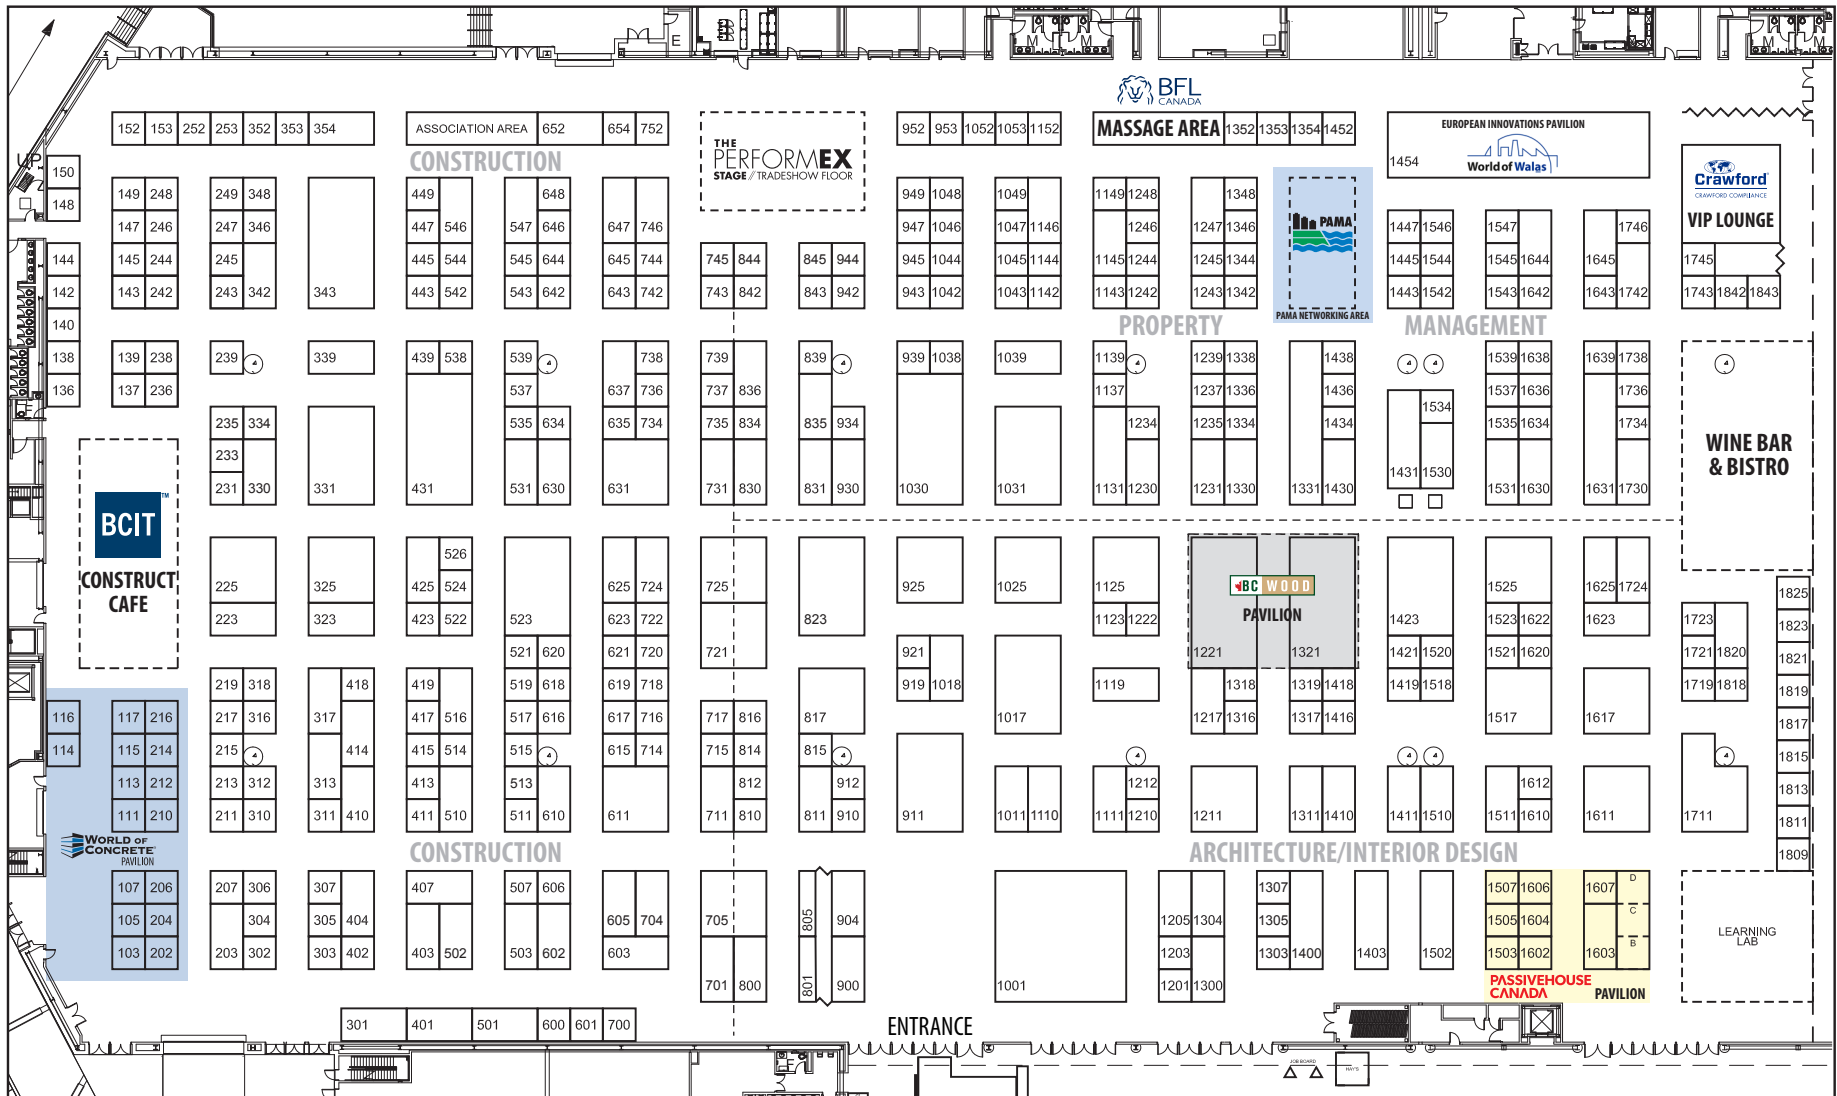 E
M M
M M
BFL
CANADA
152 153 252 253 352 353 354
ASSOCIATION AREA 652 654 752
THE
PERFORMEX
STAGE // TRADESHOW FLOOR
952 953 1052 1053 1152
MASSAGE AREA 1352 1353 1354 1452
EUROPEAN INNOVATIONS PAVILION
1454
World of Walas
CONSTRUCTION
UP
150
148
Crawford
CRAWFORD COMPLIANCE
VIP LOUNGE
149 248 249 348 449 648 949 1048 1049 1149 1248 1348
PAMA
147 246 247 346 447 546 547 646 647 746 947 1046 1047 1146 1246 1247 1346 1447 1546 1547 1746
144 145 244 245 445 544 545 644 645 744 745 844 845 944 945 1044 1045 1144 1145 1244 1245 1344 1445 1544 1545 1644 1645 1745
142 143 242 243 342 343 443 542 543 642 643 742 743 842 843 942 943 1042 1043 1142 1143 1242 1243 1342 1443 1542 1543 1642 1643 1742 1743 1842 1843
PAMA NETWORKING AREA
140
PROPERTY MANAGEMENT
138 139 238 239 339 439 538 539 738 739 839 939 1038 1039 1139 1239 1338 1438 1539 1638 1639 1738
136 137 236 537 637 736 737 836 1137 1237 1336 1436 1537 1636 1736
1534
235 334 535 634 635 734 735 834 835 934 1234 1235 1334 1434 1535 1634 1734
233
WINE BAR
& BISTRO
1431 1530
231 330 331 431 531 630 631 731 830 831 930 1030 1031 1131 1230 1231 1330 1331 1430 1531 1630 1631 1730
BCIT
TM
CONSTRUCT
CAFE
526
225 325 425 524 625 724 725 925 1025 1125 1525 1625 1724
BC WOOD
PAVILION
1825
223 323 423 522 523 623 722 823 1123 1222 1423 1523 1622 1623 1723 1823
521 620 621 720 721 921 1221 1321 1421 1520 1521 1620 1721 1820 1821
219 318 418 419 519 618 619 718 919 1018 1119 1318 1319 1418 1419 1518 1719 1818 1819
116 117 216 217 316 317 417 516 517 616 617 716 717 816 817 1017 1217 1316 1317 1416 1517 1617 1817
114 115 214 215 414 415 514 515 615 714 715 814 815 1815
113 212 213 312 313 413 513 812 912 1212 1612 1813
111 210 211 310 311 410 411 510 511 610 611 711 810 811 910 911 1011 1110 1111 1210 1211 1311 1410 1411 1510 1511 1610 1611 1711 1811
WORLD OF
CONCRETE
PAVILION
CONSTRUCTION
ARCHITECTURE/INTERIOR DESIGN
1809
107 206 207 306 307 407 507 606 1307 1507 1606 1607 D
105 204 304 305 404 605 704 705 805 904 1205 1304 1305 1505 1604 C
LEARNING
LAB
103 202 203 302 303 402 403 502 503 602 603 1203 1303 1400 1403 1502 1503 1602 1603 B
701 800 801 900 1001 1201 1300
PASSIVEHOUSE
CANADA
PAVILION
301 401 501 600 601 700
ENTRANCE
JOB BOARD
HAY'S